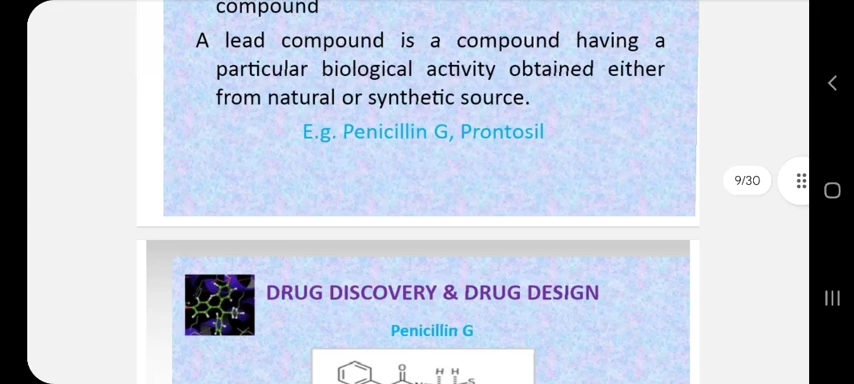 compound
A lead compound is a compound having a
particular biological activity obtained either
from natural or synthetic source.
E.g. Penicillin G, Prontosil
9/30
DRUG DISCOVERY & DRUG DESIGN
Penicillin G
O
H H
S